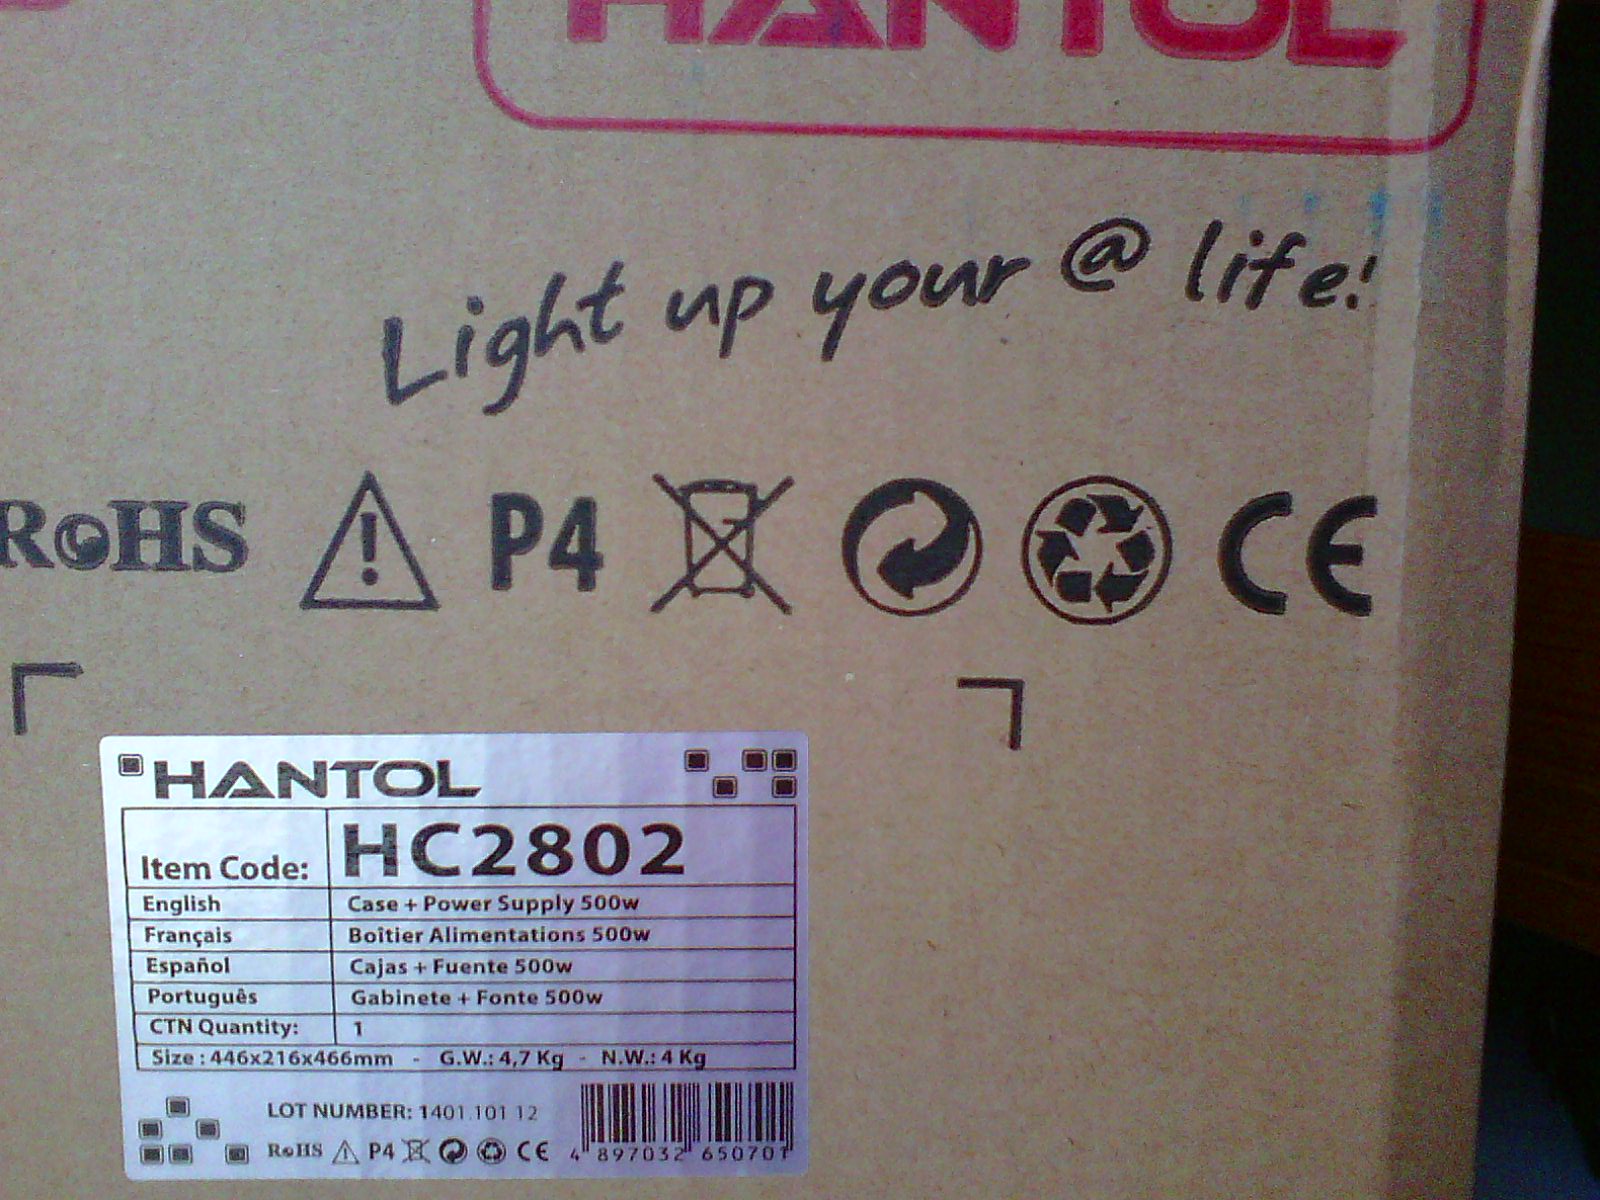 HANTOL
Light up your @ life!
RoHS P4 CE
HANTOL
Item Code: HC2802
English Case + Power Supply 500w
Français Boîtier Alimentations 500w
Español Cajas + Fuente 500w
Português Gabinete + Fonte 500w
CTN Quantity: 1
Size : 446x216x466mm - G.W.: 4,7 Kg - N.W.: 4 Kg
LOT NUMBER: 1401 101 12
RoHS P4 CE 4 897032 650701